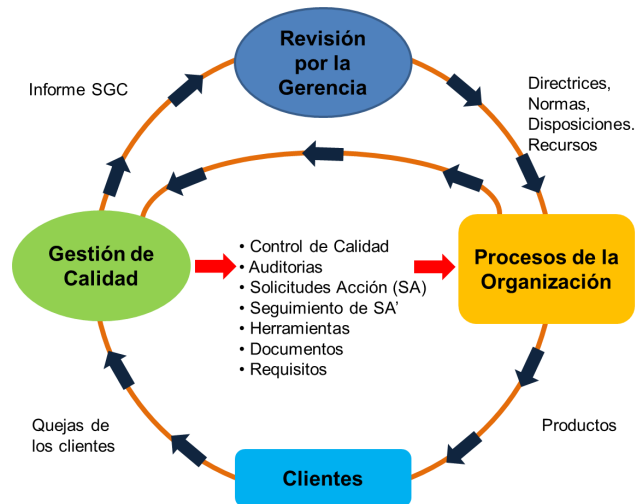 Revisión
por la
Gerencia
Informe SGC
Directrices,
Normas,
Disposiciones.
Recursos
Gestión de
Calidad
• Control de Calidad
• Auditorias
• Solicitudes Acción (SA)
• Seguimiento de SA’
• Herramientas
• Documentos
• Requisitos
Procesos de la
Organización
Quejas de
los clientes
Productos
Clientes